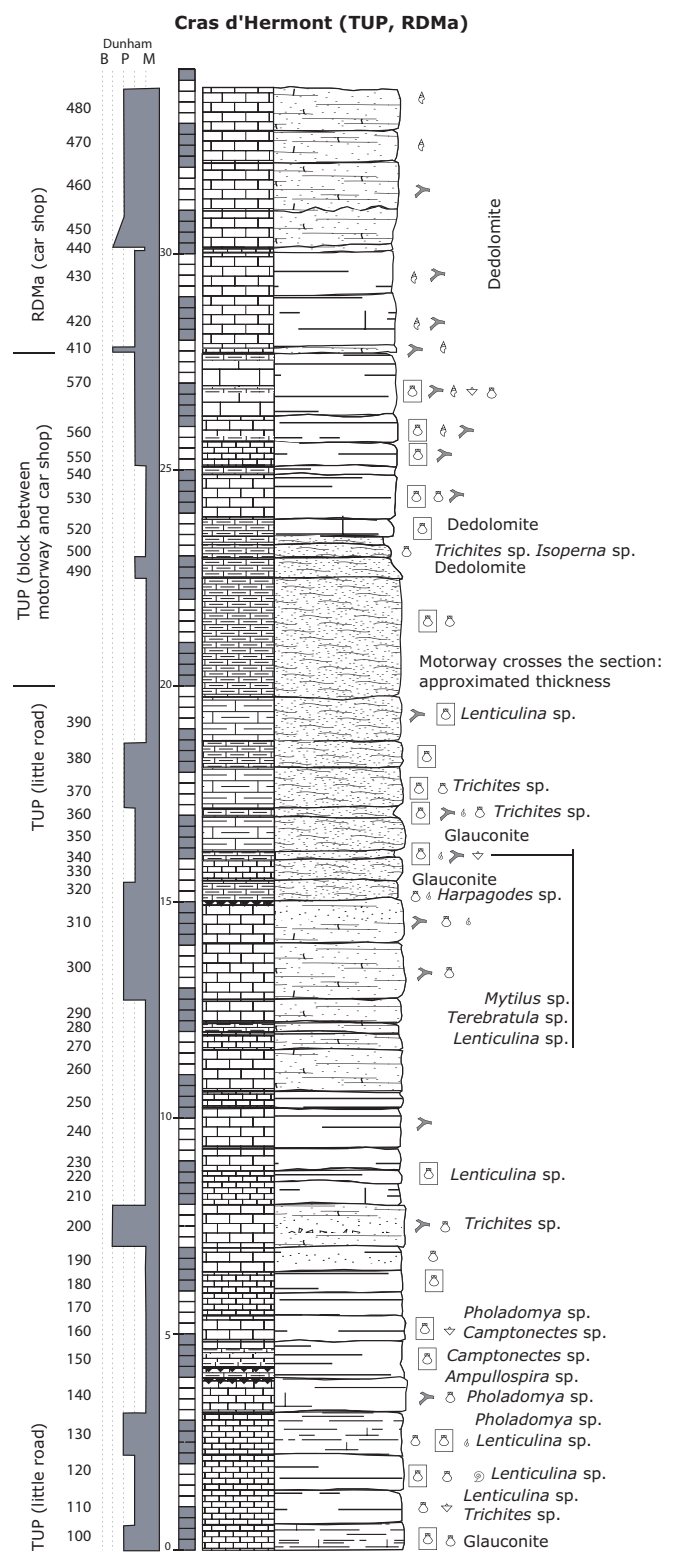 Cras d'Hermont (TUP, RDMa)
Dunham
B P M
480
470
460
450
440
30
430
420
410
RDMa (car shop)
Dedolomite
570
560
550
25
540
530
520
Dedolomite
500
Trichites sp. Isoperna sp.
490
Dedolomite
TUP (block between
motorway and car shop)
Motorway crosses the section:
approximated thickness
20
390
Lenticulina sp.
380
370
Trichites sp.
360
Trichites sp.
350
Glauconite
340
330
Glauconite
320
Harpagodes sp.
15
310
300
TUP (little road)
Mytilus sp.
Terebratula sp.
Lenticulina sp.
290
280
270
260
250
10
240
230
220
Lenticulina sp.
210
200
Trichites sp.
190
180
170
Pholadomya sp.
160
Camptonectes sp.
5
150
Camptonectes sp.
Ampullospira sp.
140
Pholadomya sp.
Pholadomya sp.
130
Lenticulina sp.
120
Lenticulina sp.
Lenticulina sp.
110
Trichites sp.
100
Glauconite
0
TUP (little road)